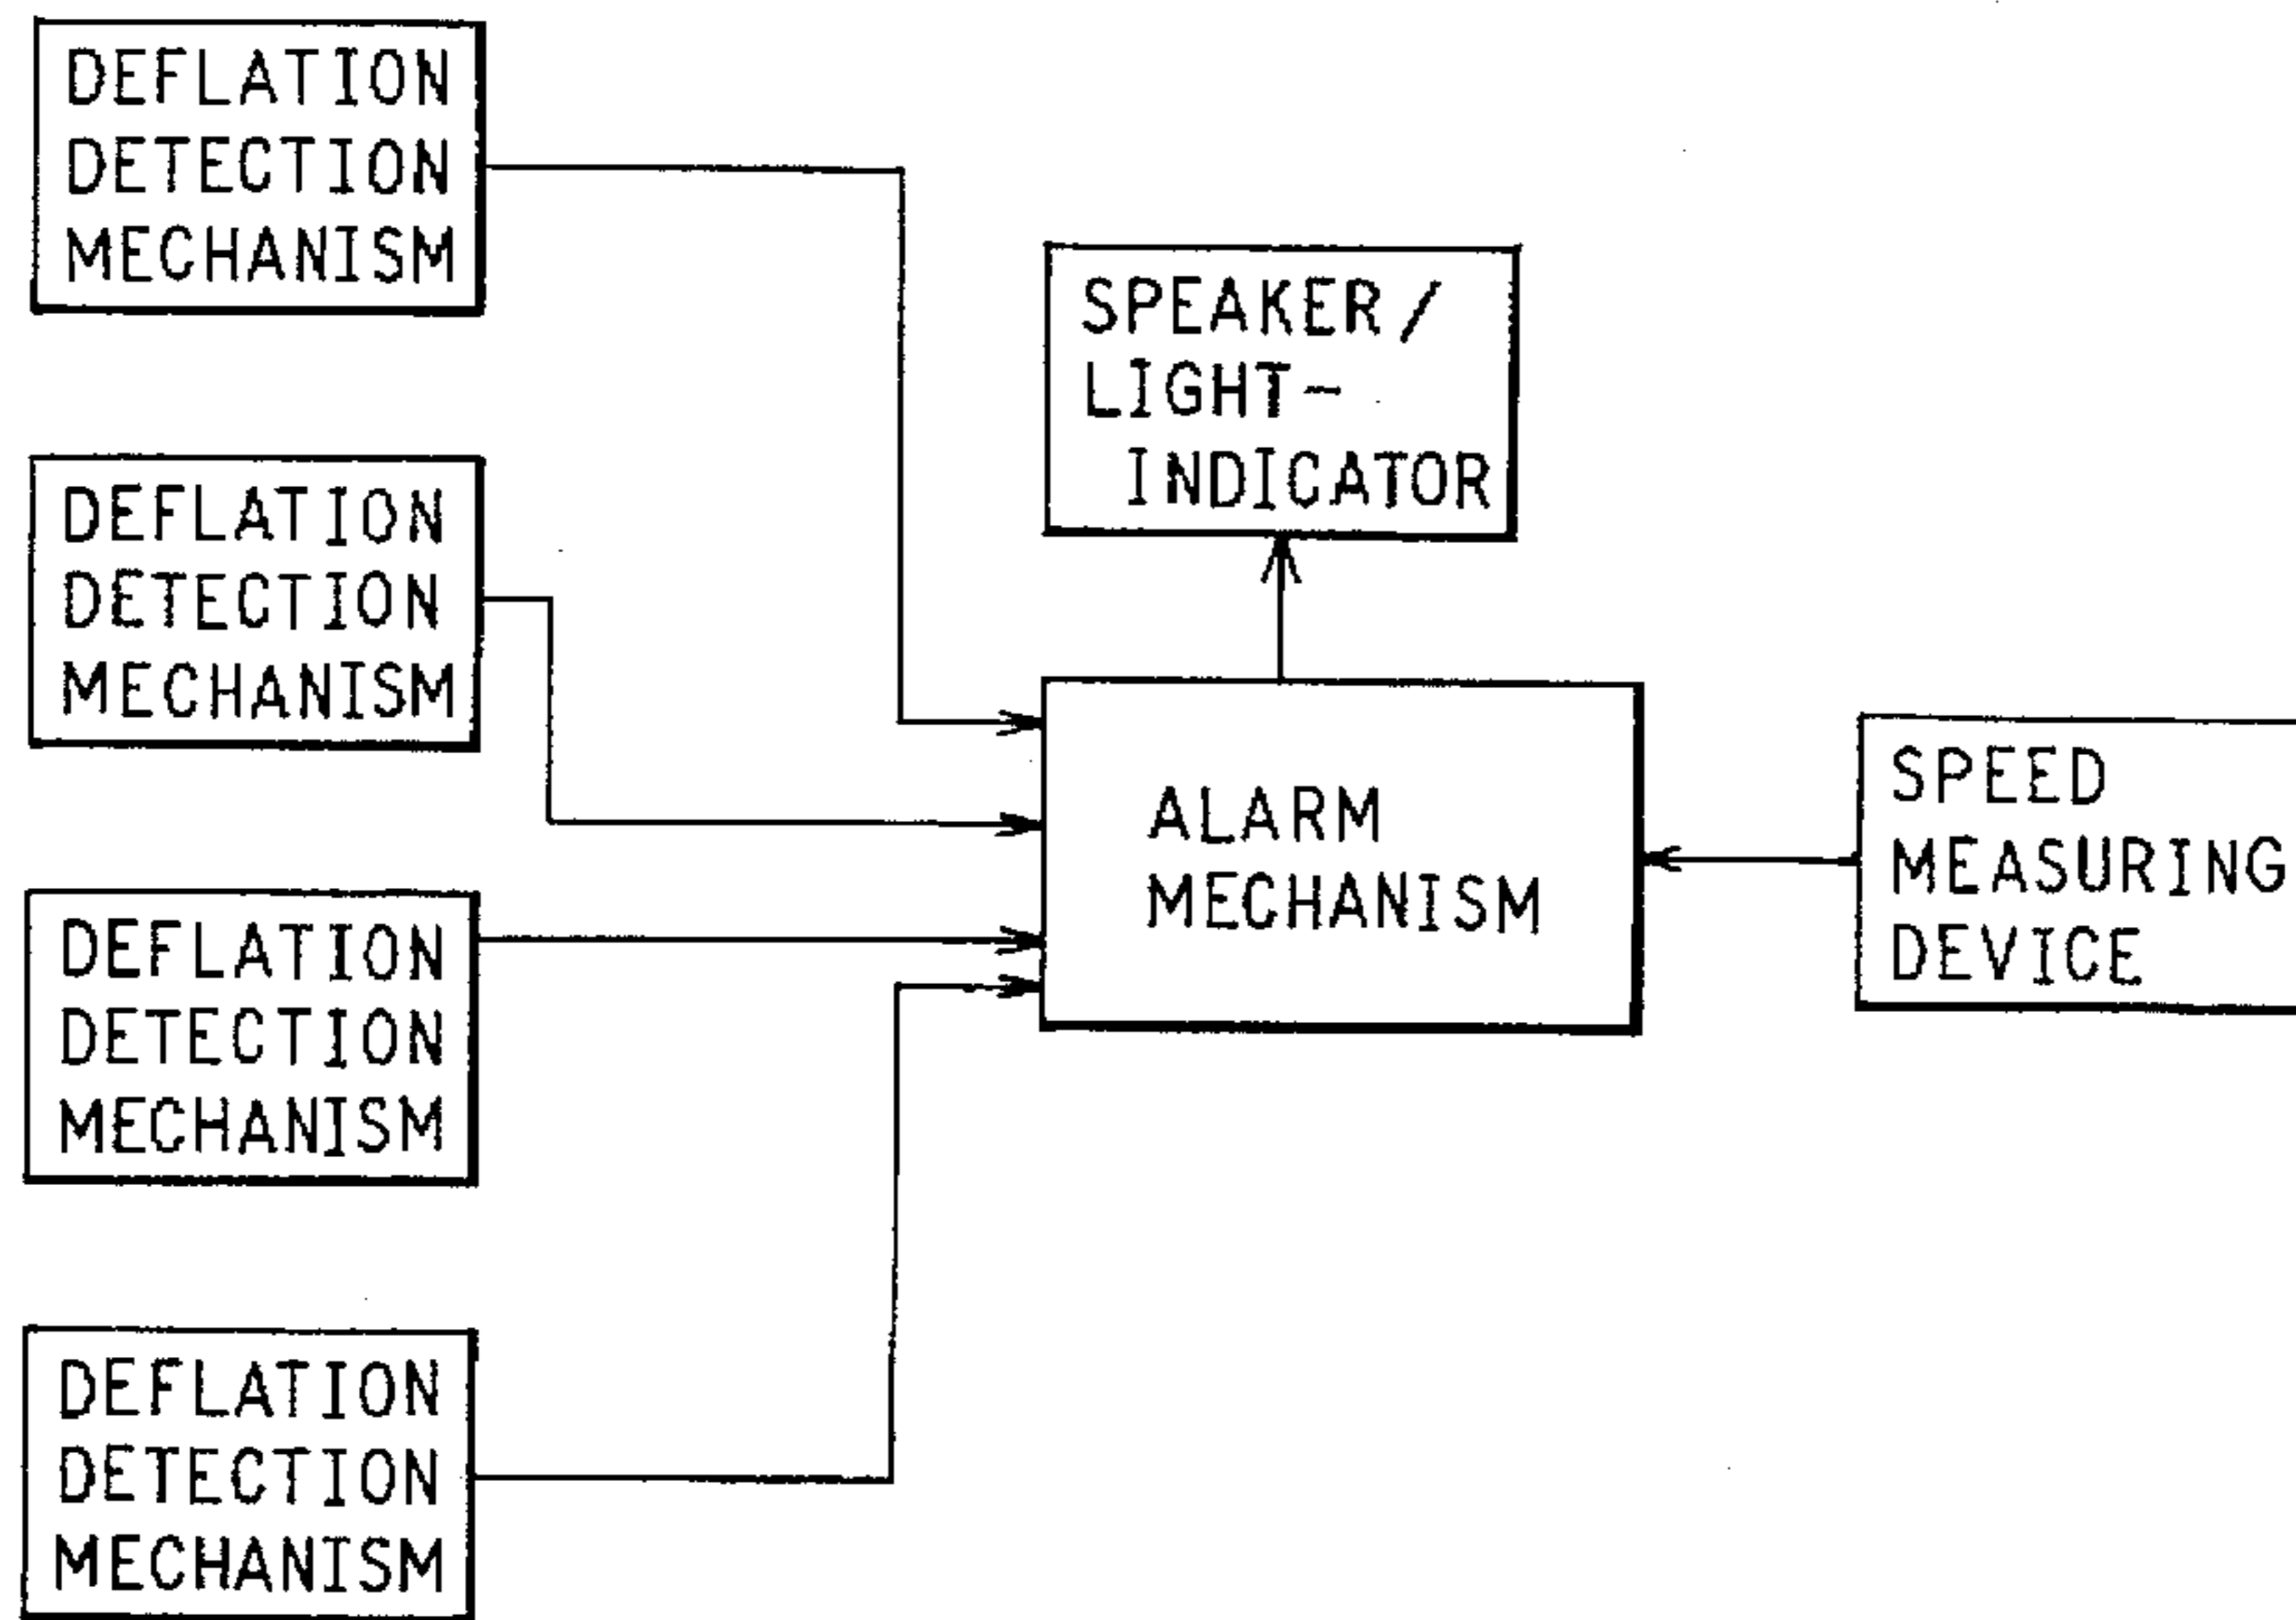 DEFLATION
DETECTION
MECHANISM
SPEAKER/
LIGHT-
INDICATOR
DEFLATION
DETECTION
MECHANISM
ALARM
MECHANISM
SPEED
MEASURING
DEVICE
DEFLATION
DETECTION
MECHANISM
DEFLATION
DETECTION
MECHANISM